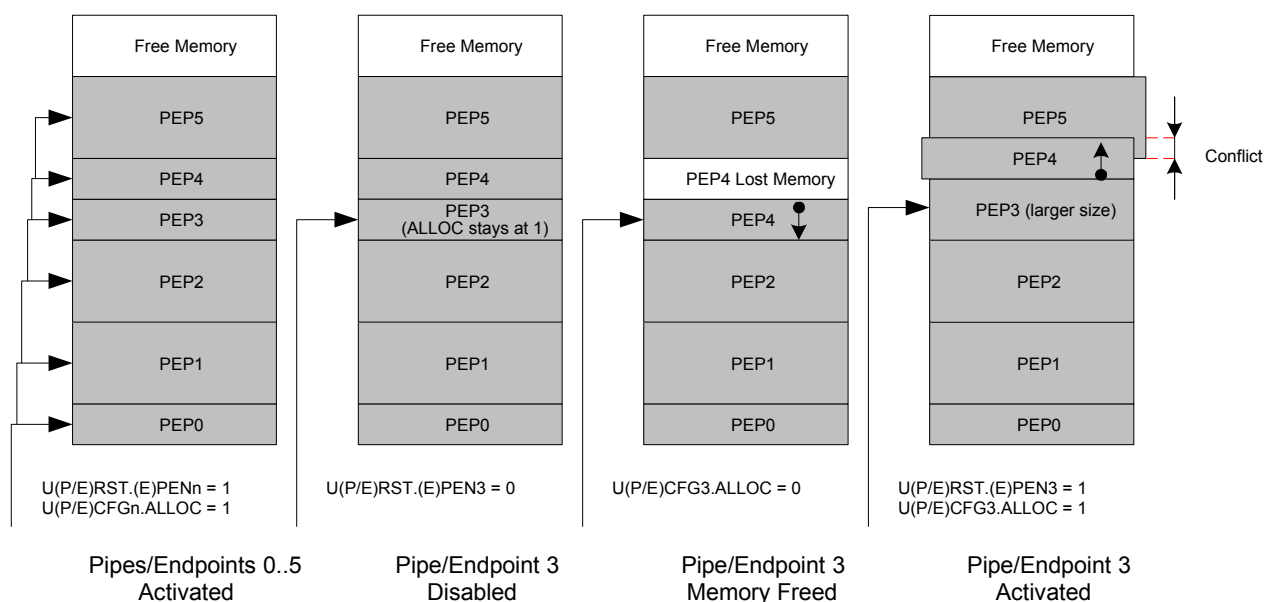 Free Memory
PEP5
PEP4
PEP3
PEP2
PEP1
PEP0
U(P/E)RST.(E)PENn = 1
U(P/E)CFGn.ALLOC = 1
Pipes/Endpoints 0..5
Activated
Free Memory
PEP5
PEP4
PEP3
(ALLOC stays at 1)
PEP2
PEP1
PEP0
U(P/E)RST.(E)PEN3 = 0
Pipe/Endpoint 3
Disabled
Free Memory
PEP5
PEP4 Lost Memory
PEP4
PEP2
PEP1
PEP0
U(P/E)CFG3.ALLOC = 0
Pipe/Endpoint 3
Memory Freed
Free Memory
PEP5
PEP4
Conflict
PEP3 (larger size)
PEP2
PEP1
PEP0
U(P/E)RST.(E)PEN3 = 1
U(P/E)CFG3.ALLOC = 1
Pipe/Endpoint 3
Activated